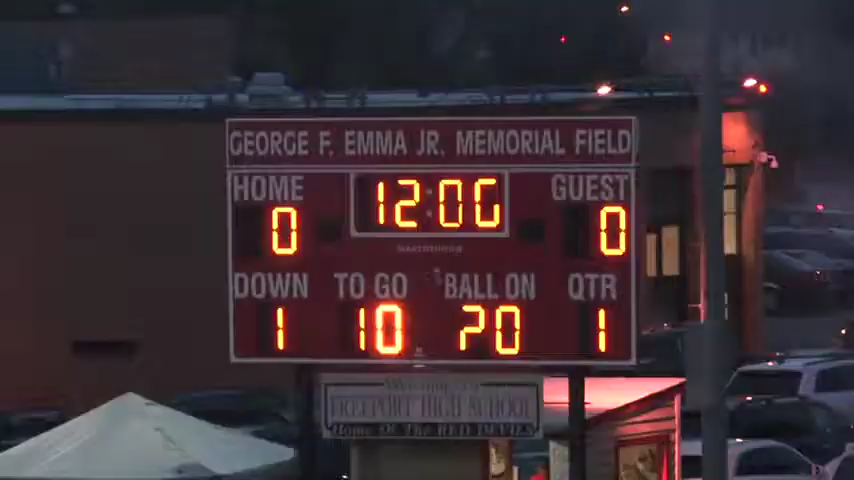 GEORGE F. EMMA JR. MEMORIAL FIELD
HOME 12:00 GUEST
0 0
DOWN TO GO BALL ON QTR
1 10 20 1
FREEPORT HIGH SCHOOL
Home Of The RED DEVILS